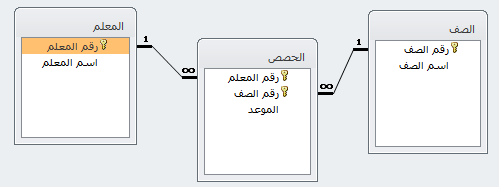 الصف
رقم الصف
اسم الصف
1
∞
الحصص
رقم المعلم
رقم الصف
الموعد
المعلم
رقم المعلم
اسم المعلم
1
∞